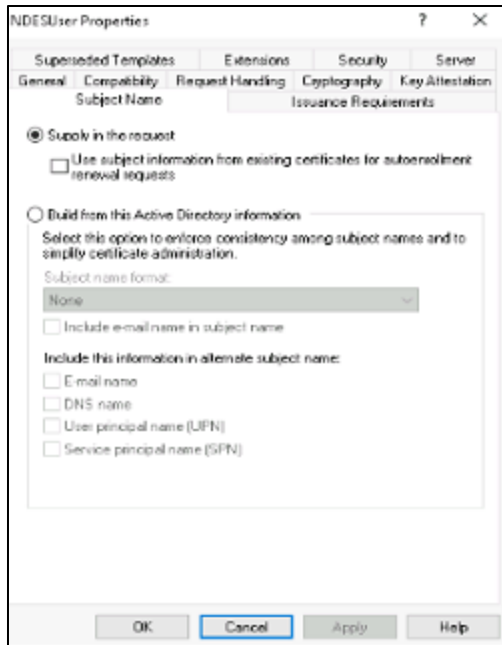 NDESUser Properties ? ×
Superseded Templates Extensions Security Server
General Compatibility Request Handling Cryptography Key Attestation
Subject Name Issuance Requirements
Supply in the request
Use subject information from existing certificates for autoenrollment
renewal requests
Build from this Active Directory information
Select this option to enforce consistency among subject names and to
simplify certificate administration.
Subject name format:
None
Include e-mail name in subject name
Include this information in alternate subject name:
E-mail name
DNS name
User principal name (UPN)
Service principal name (SPN)
OK Cancel Apply Help